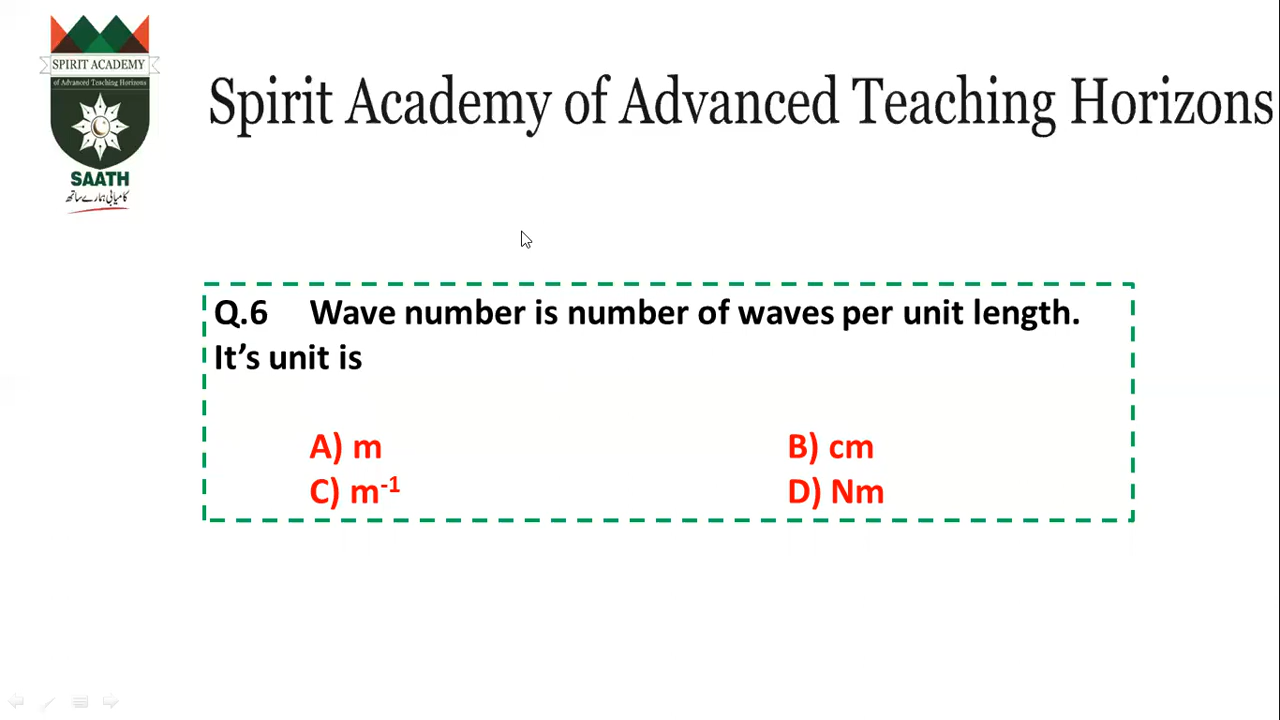 SPIRIT ACADEMY
of Advanced Teaching Horizons
SAATH
کامیابی ہمارے ساتھ
Spirit Academy of Advanced Teaching Horizons
Q.6 Wave number is number of waves per unit length.
It’s unit is
A) m B) cm
C) m⁻¹ D) Nm